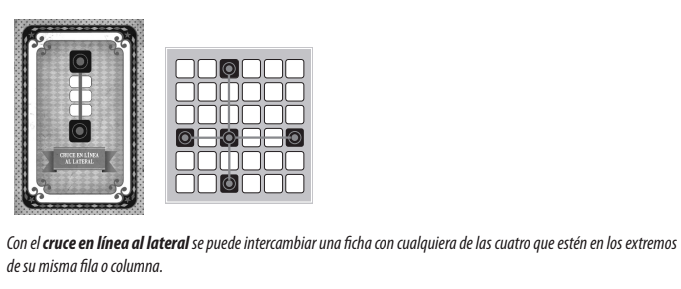 CRUCE EN LÍNEA
AL LATERAL
Con el cruce en línea al lateral se puede intercambiar una ficha con cualquiera de las cuatro que estén en los extremos
de su misma fila o columna.